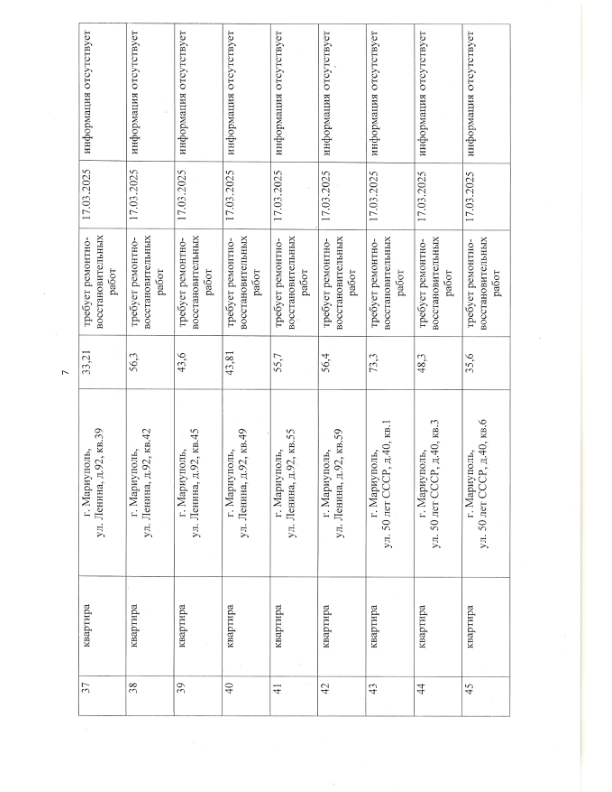 7
37 квартира г. Мариуполь, 33,21 требует ремонтно- 17.03.2025 информация отсутствует
ул. Ленина, д.92, кв.39 восстановительных
работ
38 квартира г. Мариуполь, 56,3 требует ремонтно- 17.03.2025 информация отсутствует
ул. Ленина, д.92, кв.42 восстановительных
работ
39 квартира г. Мариуполь, 43,6 требует ремонтно- 17.03.2025 информация отсутствует
ул. Ленина, д.92, кв.45 восстановительных
работ
40 квартира г. Мариуполь, 43,81 требует ремонтно- 17.03.2025 информация отсутствует
ул. Ленина, д.92, кв.49 восстановительных
работ
41 квартира г. Мариуполь, 55,7 требует ремонтно- 17.03.2025 информация отсутствует
ул. Ленина, д.92, кв.55 восстановительных
работ
42 квартира г. Мариуполь, 56,4 требует ремонтно- 17.03.2025 информация отсутствует
ул. Ленина, д.92, кв.59 восстановительных
работ
43 квартира г. Мариуполь, 73,3 требует ремонтно- 17.03.2025 информация отсутствует
ул. 50 лет СССР, д.40, кв.1 восстановительных
работ
44 квартира г. Мариуполь, 48,3 требует ремонтно- 17.03.2025 информация отсутствует
ул. 50 лет СССР, д.40, кв.3 восстановительных
работ
45 квартира г. Мариуполь, 35,6 требует ремонтно- 17.03.2025 информация отсутствует
ул. 50 лет СССР, д.40, кв.6 восстановительных
работ